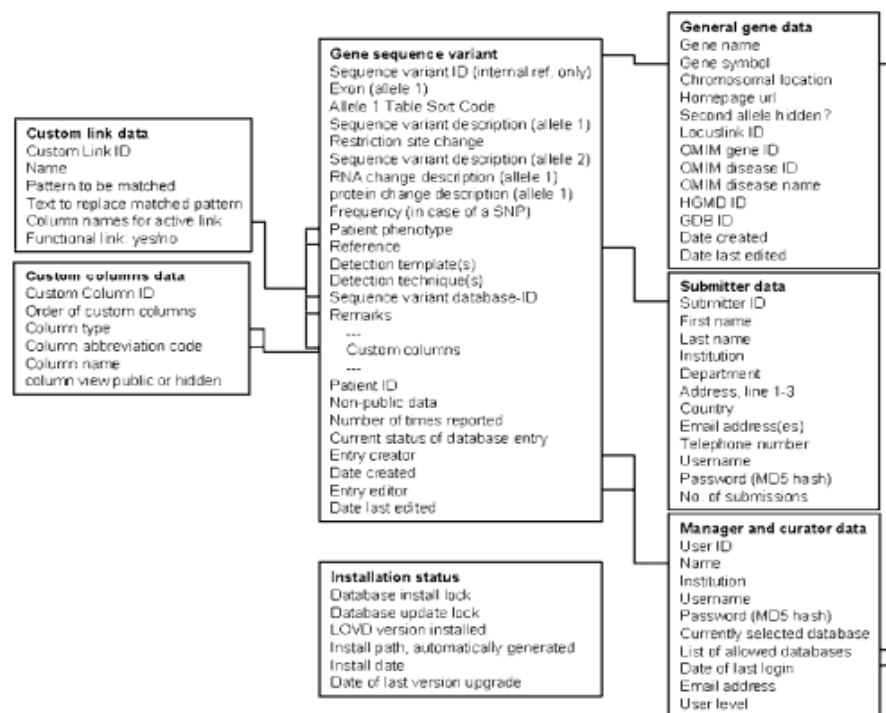 Custom link data
Custom Link ID
Name
Pattern to be matched
Text to replace matched pattern
Column names for active link
Functional link: yes/no
Custom columns data
Custom Column ID
Order of custom columns
Column type
Column abbreviation code
Column name
column view public or hidden
Gene sequence variant
Sequence variant ID (internal ref. only)
Exon (allele 1)
Allele 1 Table Sort Code
Sequence variant description (allele 1)
Restriction site change
Sequence variant description (allele 2)
RNA change description (allele 1)
protein change description (allele 1)
Frequency (in case of a SNP)
Patient phenotype
Reference
Detection template(s)
Detection technique(s)
Sequence variant database-ID
Remarks
---
Custom columns
---
Patient ID
Non-public data
Number of times reported
Current status of database entry
Entry creator
Date created
Entry editor
Date last edited
Installation status
Database install lock
Database update lock
LOVD version installed
Install path, automatically generated
Install date
Date of last version upgrade
General gene data
Gene name
Gene symbol
Chromosomal location
Homepage url
Second allele hidden?
Locuslink ID
OMIM gene ID
OMIM disease ID
OMIM disease name
HGMD ID
GDB ID
Date created
Date last edited
Submitter data
Submitter ID
First name
Last name
Institution
Department
Address, line 1-3
Country
Email address(es)
Telephone number
Username
Password (MD5 hash)
No. of submissions
Manager and curator data
User ID
Name
Institution
Username
Password (MD5 hash)
Currently selected database
List of allowed databases
Date of last login
Email address
User level